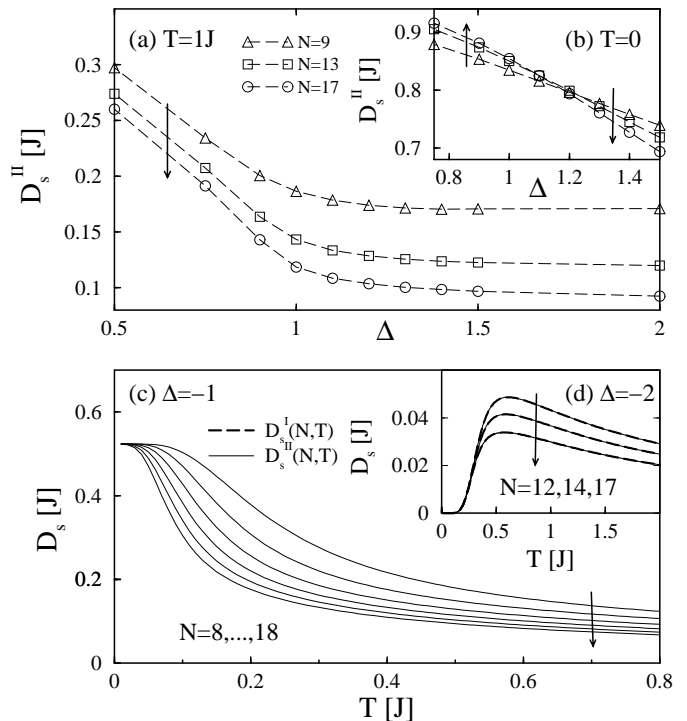 (a) T=1J
N=9
N=13
N=17
D_s^II [J]
0.3
0.25
0.2
0.15
0.1
0.5
1
1.5
2
Δ
(b) T=0
D_s^II [J]
0.9
0.8
0.7
0.8
1
1.2
1.4
Δ
(c) Δ=−1
D_s^I(N,T)
D_s^II(N,T)
D_s [J]
0.6
0.4
0.2
0
N=8,...,18
0
0.2
0.4
0.6
0.8
T [J]
(d) Δ=−2
D_s [J]
0.04
0.02
0
N=12,14,17
0
0.5
1
1.5
T [J]